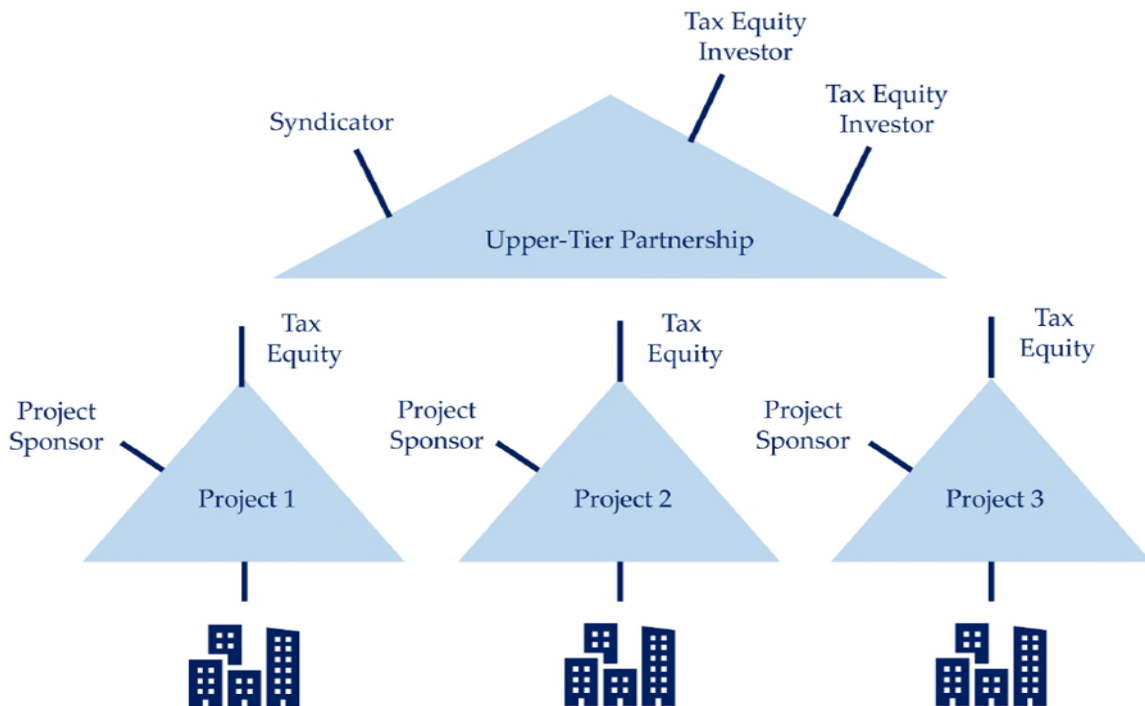 Tax Equity
Investor
Tax Equity
Investor
Syndicator
Upper-Tier Partnership
Tax
Equity
Tax
Equity
Tax
Equity
Project
Sponsor
Project
Sponsor
Project
Sponsor
Project 1
Project 2
Project 3